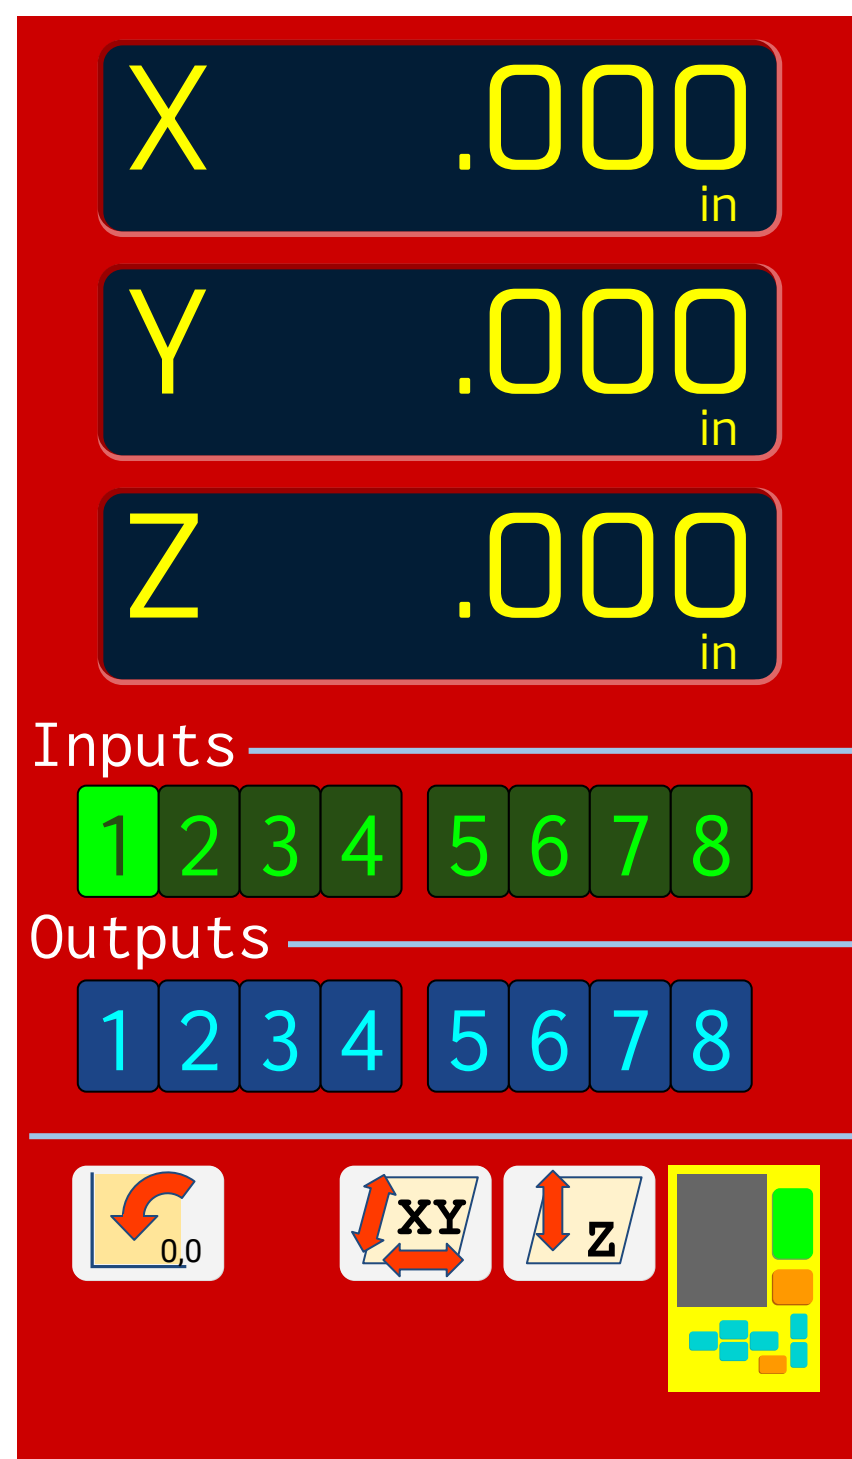 X .000
in
Y .000
in
Z .000
in
Inputs
1 2 3 4 5 6 7 8
Outputs
1 2 3 4 5 6 7 8
0,0 XY Z